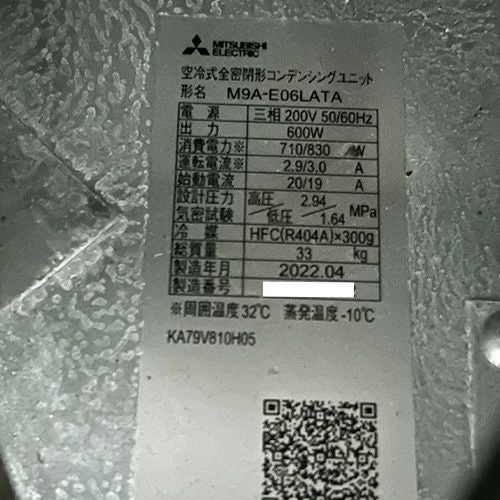 MITSUBISHI
ELECTRIC
空冷式全密閉形コンデンシングユニット
形名 M9A-E06LATA
電源 三相 200V 50/60Hz
出力 600W
消費電力※ 710/830 W
運転電流※ 2.9/3.0 A
始動電流 20/19 A
設計圧力 高圧 2.94
気密試験 低圧 1.64 MPa
冷媒 HFC(R404A)×300g
総質量 33 kg
製造年月 2022.04
製造番号
※周囲温度32℃ 蒸発温度-10℃
KA79V810H05